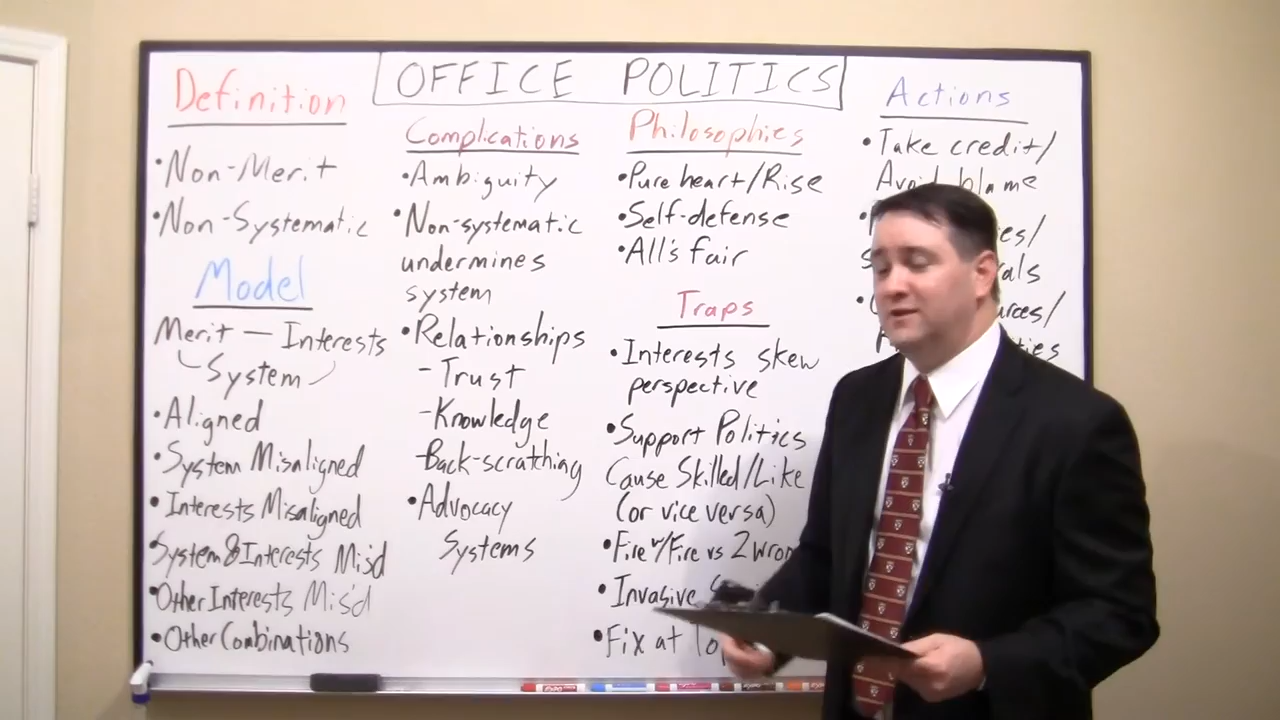 OFFICE POLITICS
Definition
•Non-Merit
•Non-Systematic
Model
Merit — Interests
System
•Aligned
•System Misaligned
•Interests Misaligned
•System & Interests Mis'd
•Other Interests Mis'd
•Other Combinations
Complications
•Ambiguity
•Non-systematic
undermines
system
•Relationships
-Trust
-Knowledge
-Back-scratching
•Advocacy
Systems
Philosophies
•Pure heart/Rise
•Self-defense
•All's fair
Traps
•Interests skew
perspective
•Support Politics
Cause Skilled/Like
(or vice versa)
•Fire w/Fire vs 2 wron
•Invasive
•Fix at
Actions
•Take credit/
Avoid blame